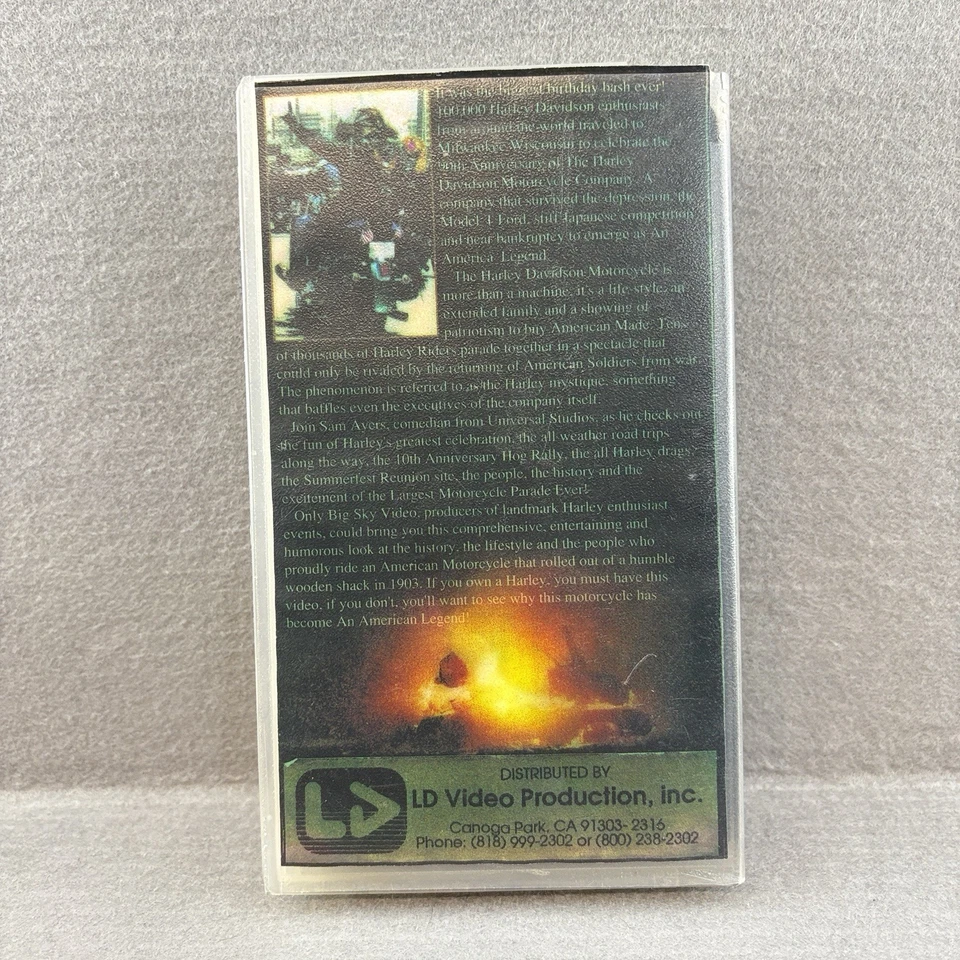 It was the biggest birthday bash ever!
100,000 Harley Davidson enthusiasts
from around the world traveled to
Milwaukee Wisconsin to celebrate the
90th Anniversary of The Harley
Davidson Motorcycle Company. A
company that survived the depression, the
Model T Ford, stiff Japanese competition
and near bankruptcy to emerge as An
America Legend.
The Harley Davidson Motorcycle is
more than a machine, it's a life style, an
extended family and a showing of
patriotism to buy American Made. Tens
of thousands of Harley Riders parade together in a spectacle that
could only be rivaled by the returning of American Soldiers from war.
The phenomenon is referred to as the Harley mystique, something
that baffles even the executives of the company itself.
Join Sam Ayers, comedian from Universal Studios, as he checks out
the fun of Harley's greatest celebration, the all weather road trips
along the way, the 10th Anniversary Hog Rally, the all Harley drags,
the Summerfest Reunion site, the people, the history and the
excitement of the Largest Motorcycle Parade Ever!
Only Big Sky Video, producers of landmark Harley enthusiast
events, could bring you this comprehensive, entertaining and
humorous look at the history, the lifestyle and the people who
proudly ride an American Motorcycle that rolled out of a humble
wooden shack in 1903. If you own a Harley, you must have this
video, if you don't, you'll want to see why this motorcycle has
become An American Legend!
LD
DISTRIBUTED BY
LD Video Production, Inc.
Canoga Park, CA 91303- 2316
Phone: (818) 999-2302 or (800) 238-2302